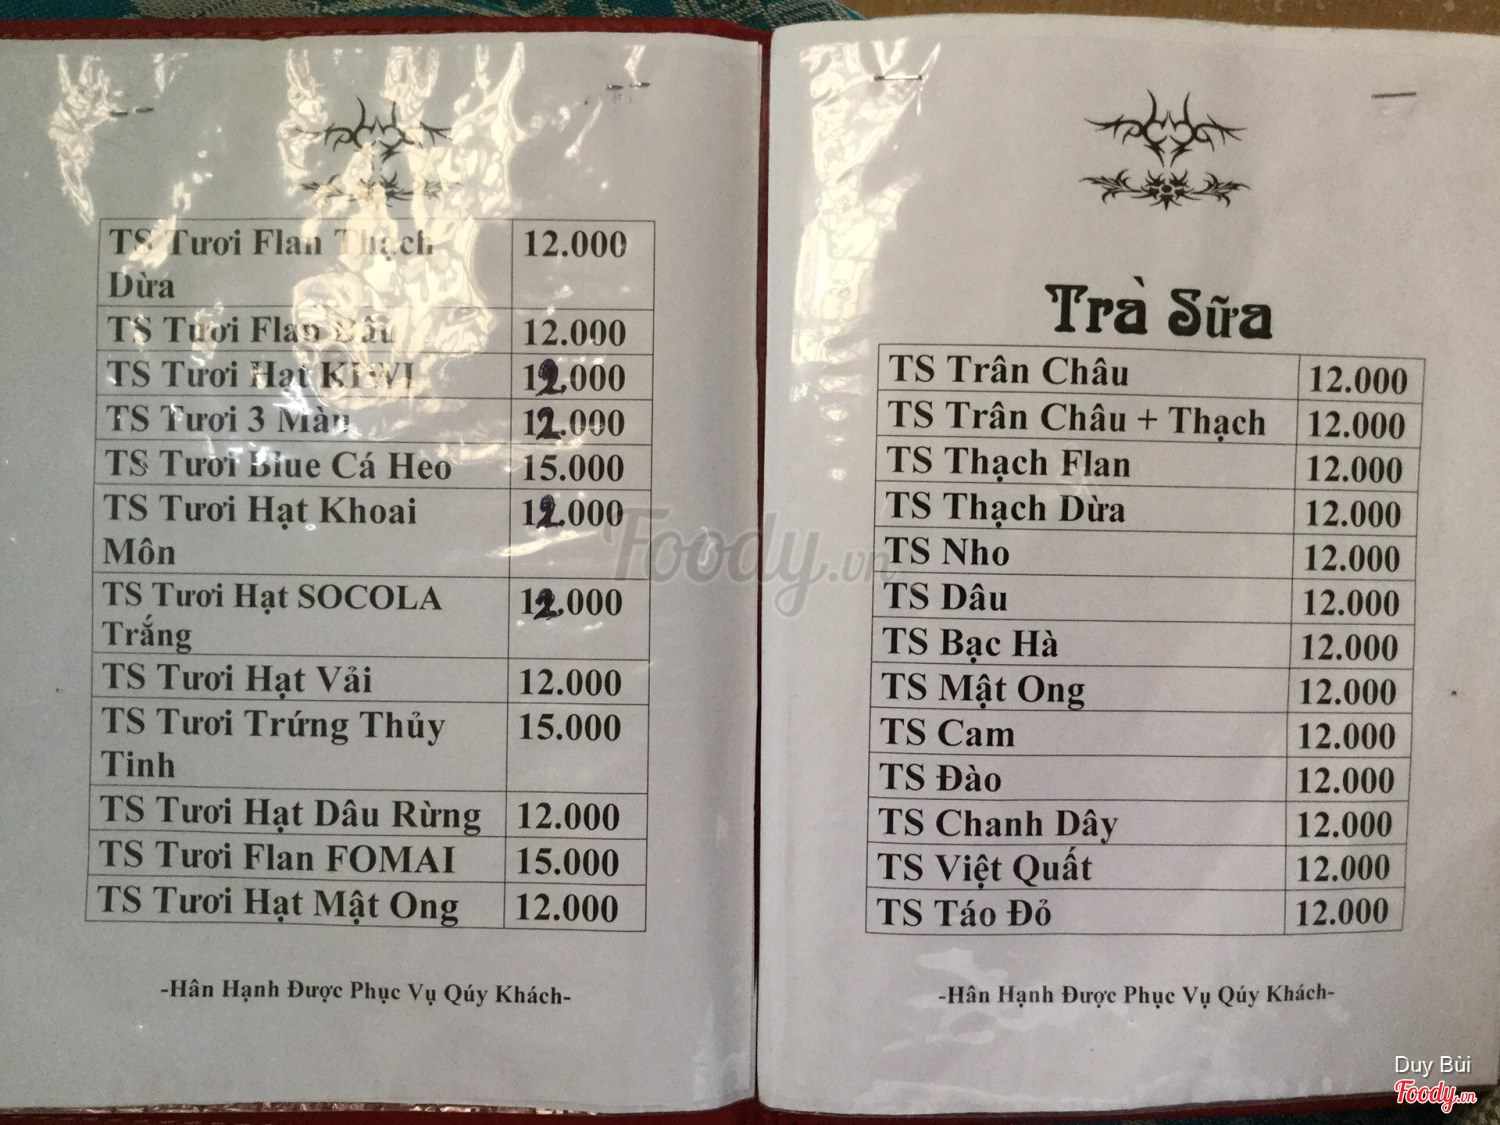 TS Tươi Flan Thạch 12.000
Dừa
TS Tươi Flan Dâu 12.000
TS Tươi Hạt KIWI 12.000
TS Tươi 3 Màu 12.000
TS Tươi Blue Cá Heo 15.000
TS Tươi Hạt Khoai 12.000
Môn
TS Tươi Hạt SOCOLA 12.000
Trắng
TS Tươi Hạt Vải 12.000
TS Tươi Trứng Thủy 15.000
Tinh
TS Tươi Hạt Dâu Rừng 12.000
TS Tươi Flan FOMAI 15.000
TS Tươi Hạt Mật Ong 12.000
-Hân Hạnh Được Phục Vụ Qúy Khách-
Trà Sữa
TS Trân Châu 12.000
TS Trân Châu + Thạch 12.000
TS Thạch Flan 12.000
TS Thạch Dừa 12.000
TS Nho 12.000
TS Dâu 12.000
TS Bạc Hà 12.000
TS Mật Ong 12.000
TS Cam 12.000
TS Đào 12.000
TS Chanh Dây 12.000
TS Việt Quất 12.000
TS Táo Đỏ 12.000
-Hân Hạnh Được Phục Vụ Qúy Khách-
Foody.vn
Duy Bùi
Foody.vn